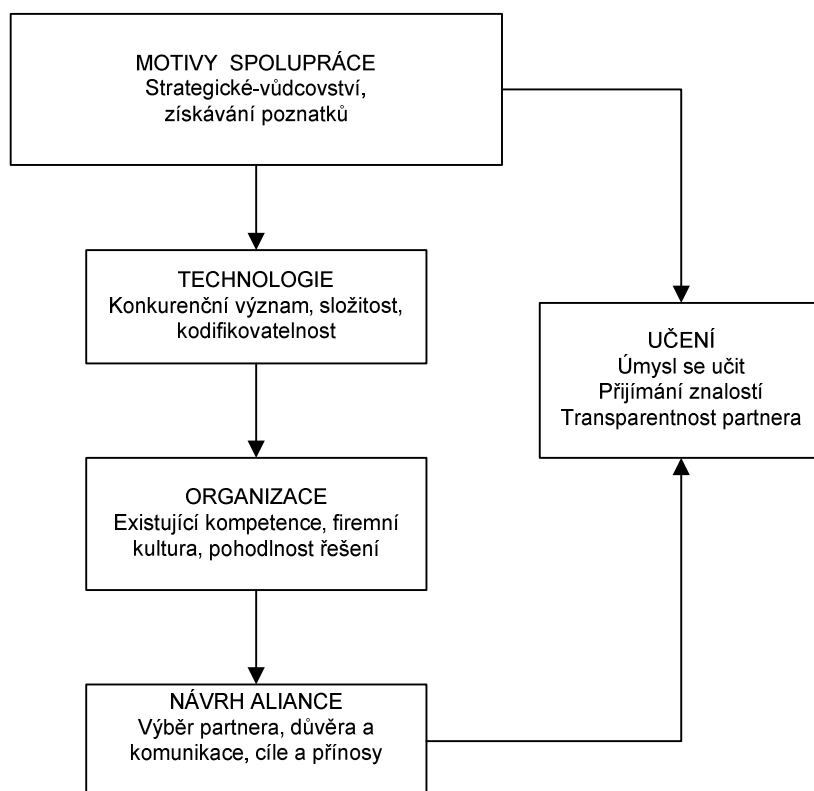 MOTIVY SPOLUPRÁCE
Strategické-vůdcovství,
získávání poznatků
TECHNOLOGIE
Konkurenční význam, složitost,
kodifikovatelnost
UČENÍ
Úmysl se učit
Přijímání znalostí
Transparentnost partnera
ORGANIZACE
Existující kompetence, firemní
kultura, pohodlnost řešení
NÁVRH ALIANCE
Výběr partnera, důvěra a
komunikace, cíle a přínosy